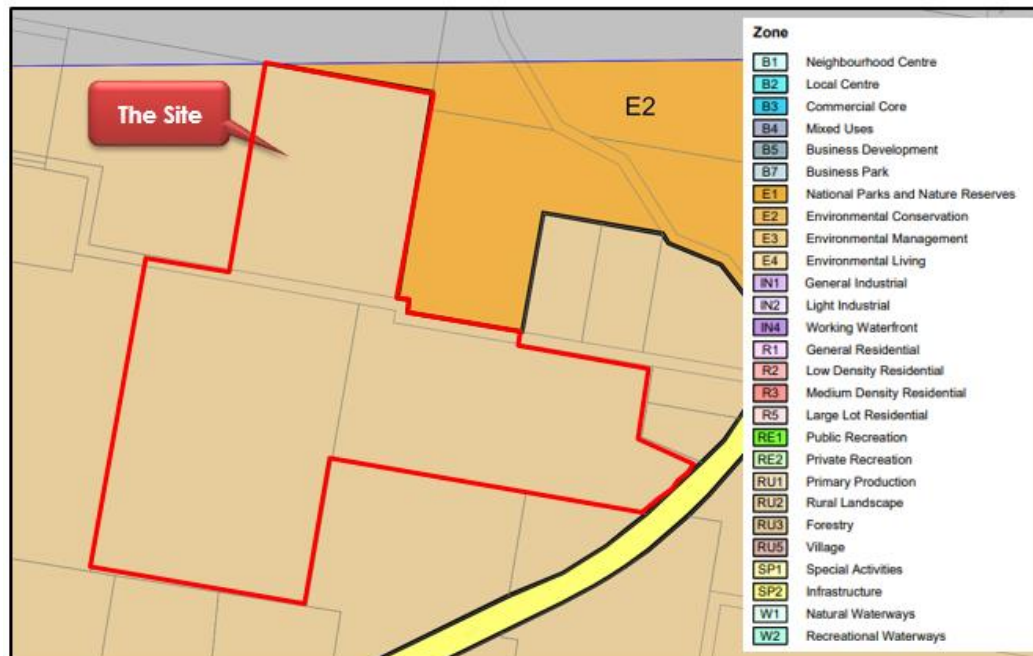 The Site
E2
Zone
B1 Neighbourhood Centre
B2 Local Centre
B3 Commercial Core
B4 Mixed Uses
B5 Business Development
B7 Business Park
E1 National Parks and Nature Reserves
E2 Environmental Conservation
E3 Environmental Management
E4 Environmental Living
IN1 General Industrial
IN2 Light Industrial
IN4 Working Waterfront
R1 General Residential
R2 Low Density Residential
R3 Medium Density Residential
R5 Large Lot Residential
RE1 Public Recreation
RE2 Private Recreation
RU1 Primary Production
RU2 Rural Landscape
RU3 Forestry
RU5 Village
SP1 Special Activities
SP2 Infrastructure
W1 Natural Waterways
W2 Recreational Waterways